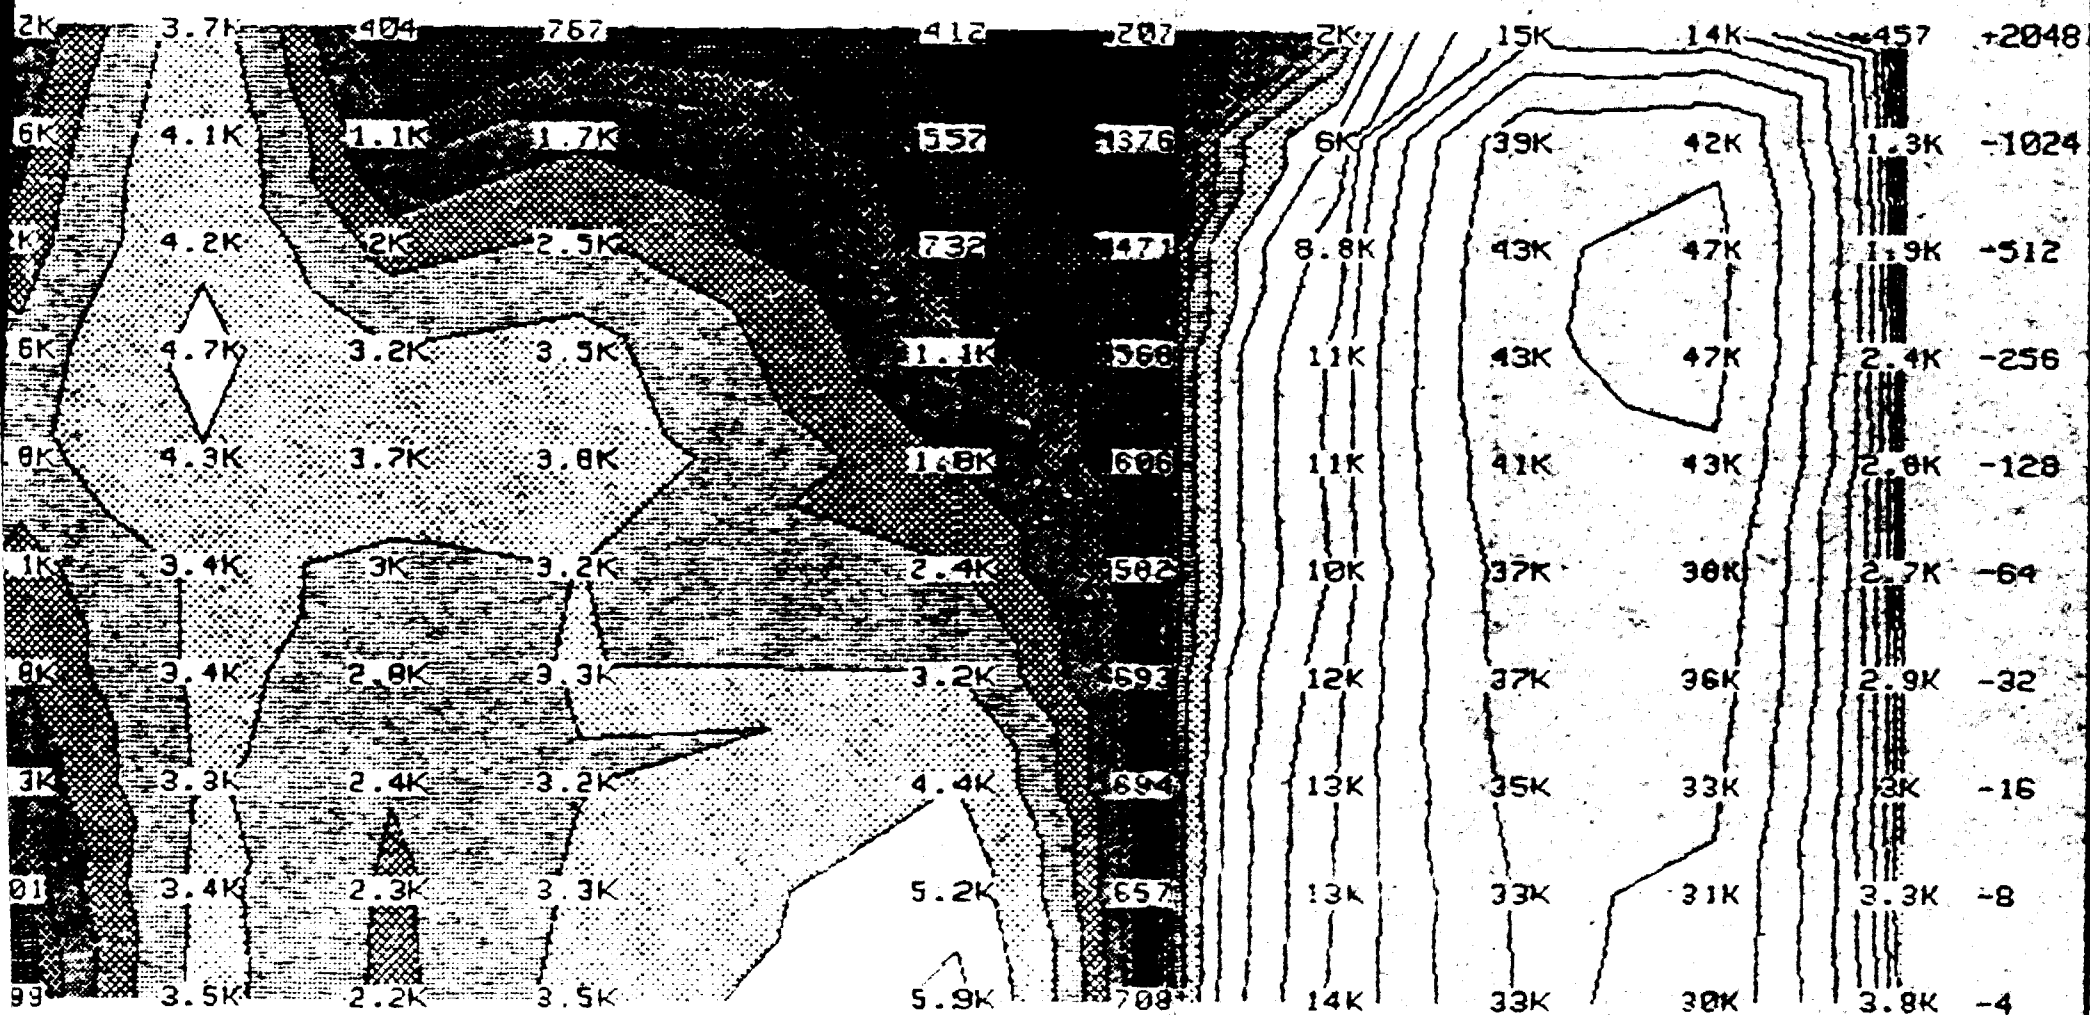 2K 3.7K 404 767 412 207 2K 15K 14K 457 +2048
6K 4.1K 1.1K 1.7K 557 376 6K 39K 42K 1.3K -1024
K 4.2K 2K 2.5K 732 471 8.8K 43K 47K 1.9K -512
6K 4.7K 3.2K 3.5K 1.1K 568 11K 43K 47K 2.4K -256
8K 4.3K 3.7K 3.8K 1.8K 606 11K 41K 43K 2.8K -128
1K 3.4K 3K 3.2K 2.4K 582 10K 37K 38K 2.7K -64
8K 3.4K 2.8K 3.3K 3.2K 693 12K 37K 36K 2.9K -32
3K 3.3K 2.4K 3.2K 4.4K 694 13K 35K 33K 3K -16
01 3.4K 2.3K 3.3K 5.2K 657 13K 33K 31K 3.3K -8
99 3.5K 2.2K 3.5K 5.9K 708 14K 33K 30K 3.8K -4